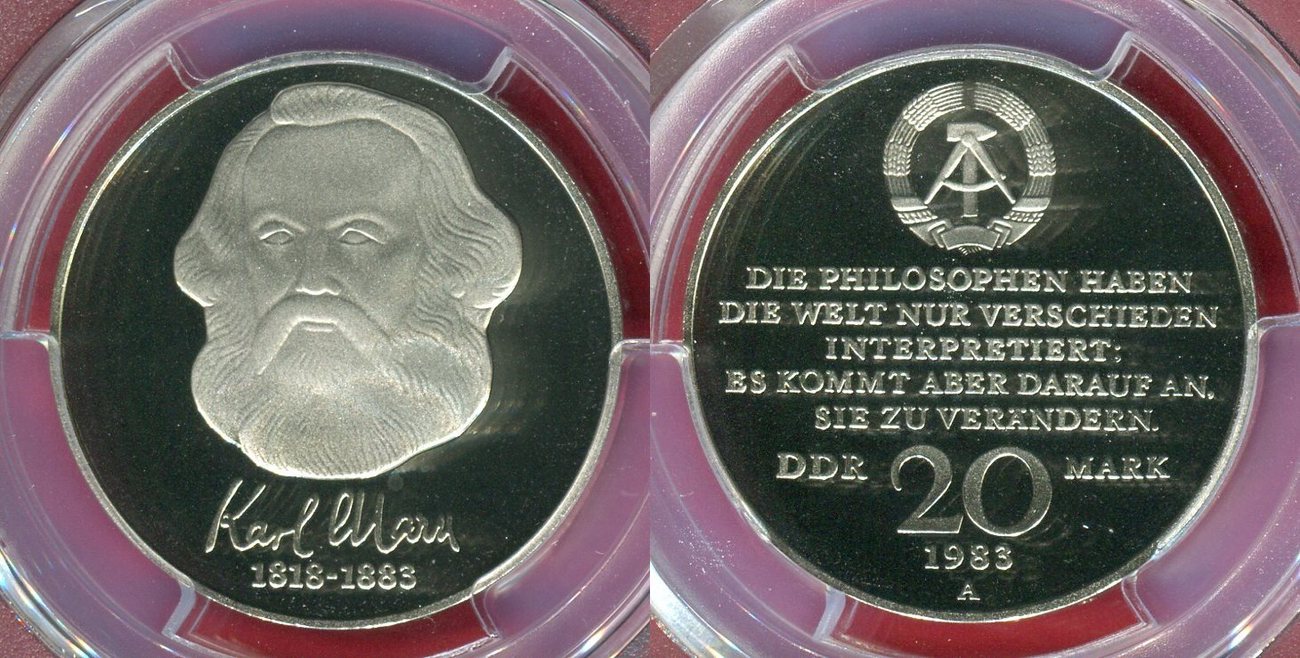 Karl Marx
1818-1883
DIE PHILOSOPHEN HABEN
DIE WELT NUR VERSCHIEDEN
INTERPRETIERT;
ES KOMMT ABER DARAUF AN,
SIE ZU VERÄNDERN.
DDR 20 MARK
1983
A